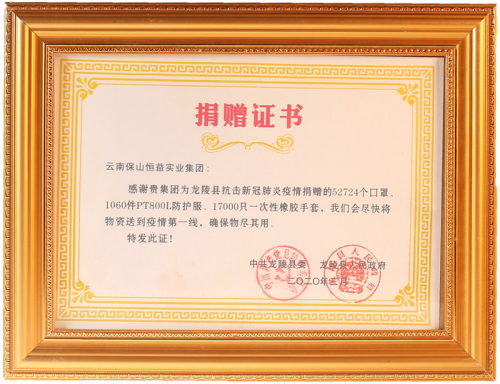 捐赠证书
云南保山恒益实业集团：
感谢贵集团为龙陵县抗击新冠肺炎疫情捐赠的52724个口罩、
1060件PT800L防护服、17000只一次性橡胶手套，我们会尽快将
物资送到疫情第一线，确保物尽其用。
特发此证！
中共龙陵县委 龙陵县人民政府
二〇二〇年三月